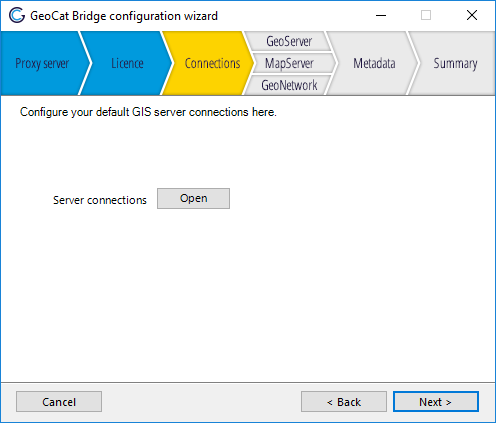 GeoCat Bridge configuration wizard
Proxy server
Licence
Connections
GeoServer
MapServer
GeoNetwork
Metadata
Summary
Configure your default GIS server connections here.
Server connections
Open
Cancel
< Back
Next >